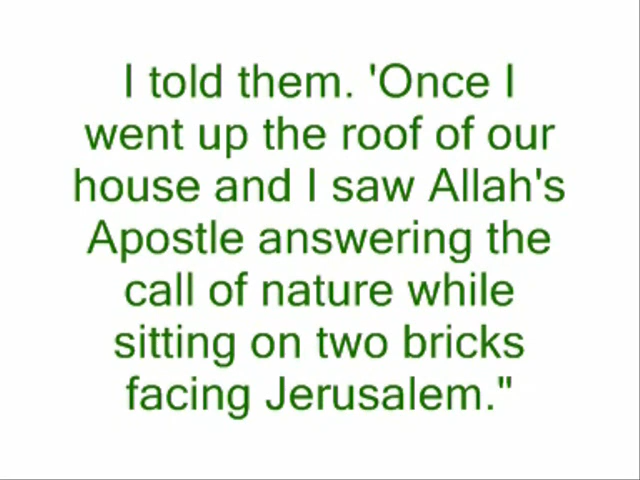 I told them. 'Once I
went up the roof of our
house and I saw Allah's
Apostle answering the
call of nature while
sitting on two bricks
facing Jerusalem."